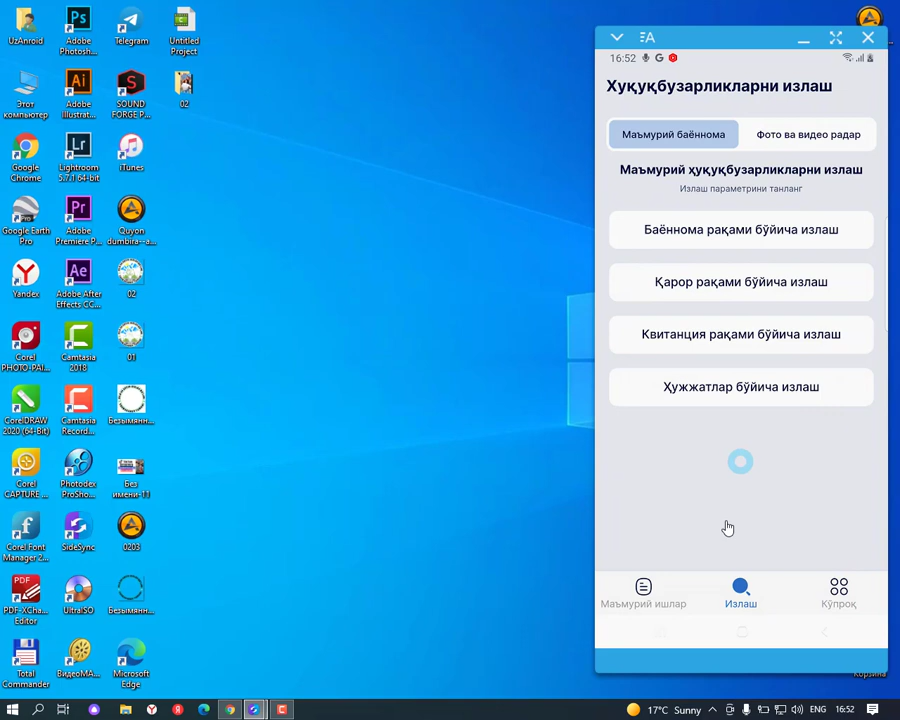 UzAnroid
Adobe
Photosh...
Telegram
Untitled
Project
Этот
компьютер
Adobe
Illustrat...
SOUND
FORGE P...
02
Google
Chrome
Lightroom
5.7.1 64-bit
iTunes
Google Earth
Pro
Adobe
Premiere P...
Quyon
dumbira--a...
Yandex
Adobe After
Effects CC...
02
Corel
PHOTO-PAI...
Camtasia
2018
01
CorelDRAW
2020 (64-Bit)
Camtasia
Record...
Безымянн...
Corel
CAPTURE ...
Photodex
ProSho...
Без
имени-11
Corel Font
Manager 2...
SideSync
0203
PDF-XCha...
Editor
UltraISO
Безымянн...
Total
Commander
ВидеоМА...
Microsoft
Edge
16:52
Хуқуқбузарликларни излаш
Маъмурий баённома
Фото ва видео радар
Маъмурий ҳуқуқбузарликларни излаш
Излаш параметрини танланг
Баённома рақами бўйича излаш
Қарор рақами бўйича излаш
Квитанция рақами бўйича излаш
Ҳужжатлар бўйича излаш
Маъмурий ишлар
Излаш
Кўпроқ
Корзина
17°C Sunny
ENG
16:52